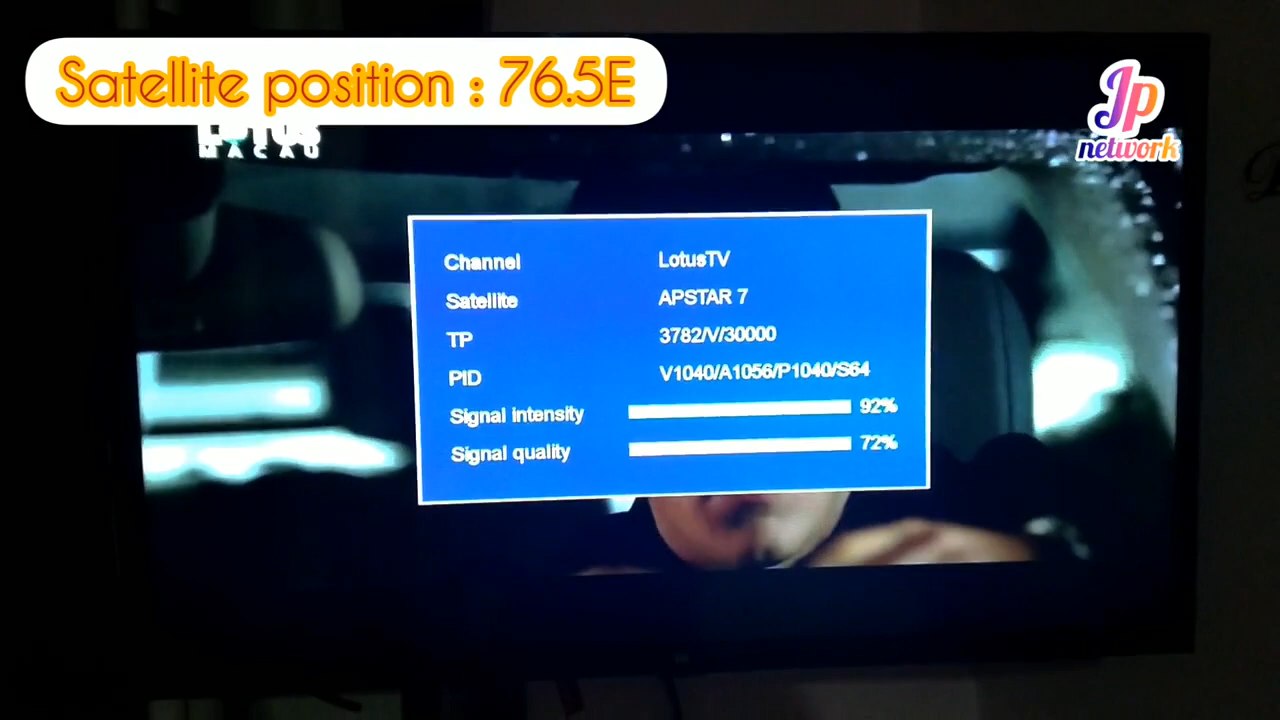 Satellite position : 76.5E
Jp
network
LOTUS
MACAU
Channel LotusTV
Satellite APSTAR 7
TP 3782/V/30000
PID V1040/A1056/P1040/S64
Signal intensity 92%
Signal quality 72%